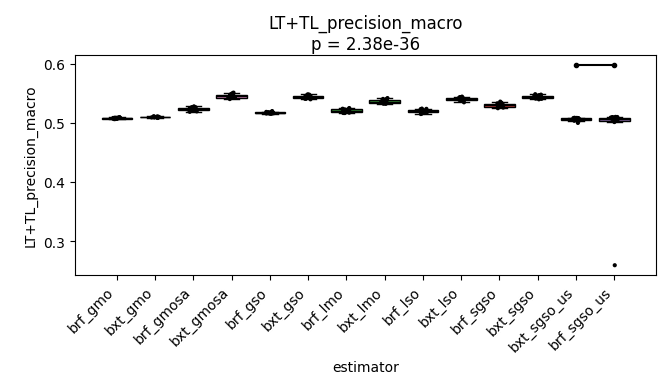 LT+TL_precision_macro
p = 2.38e-36
LT+TL_precision_macro
0.6
0.5
0.4
0.3
brf_gmo
bxt_gmo
brf_gmosa
bxt_gmosa
brf_gso
bxt_gso
brf_lmo
bxt_lmo
brf_lso
bxt_lso
brf_sgso
bxt_sgso
bxt_sgso_us
brf_sgso_us
estimator